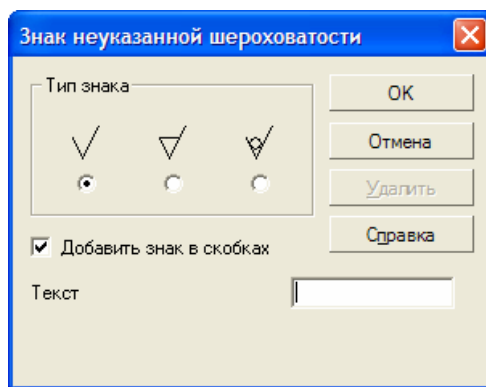 Знак неуказанной шероховатости
Тип знака
OK
Отмена
Удалить
Справка
Добавить знак в скобках
Текст